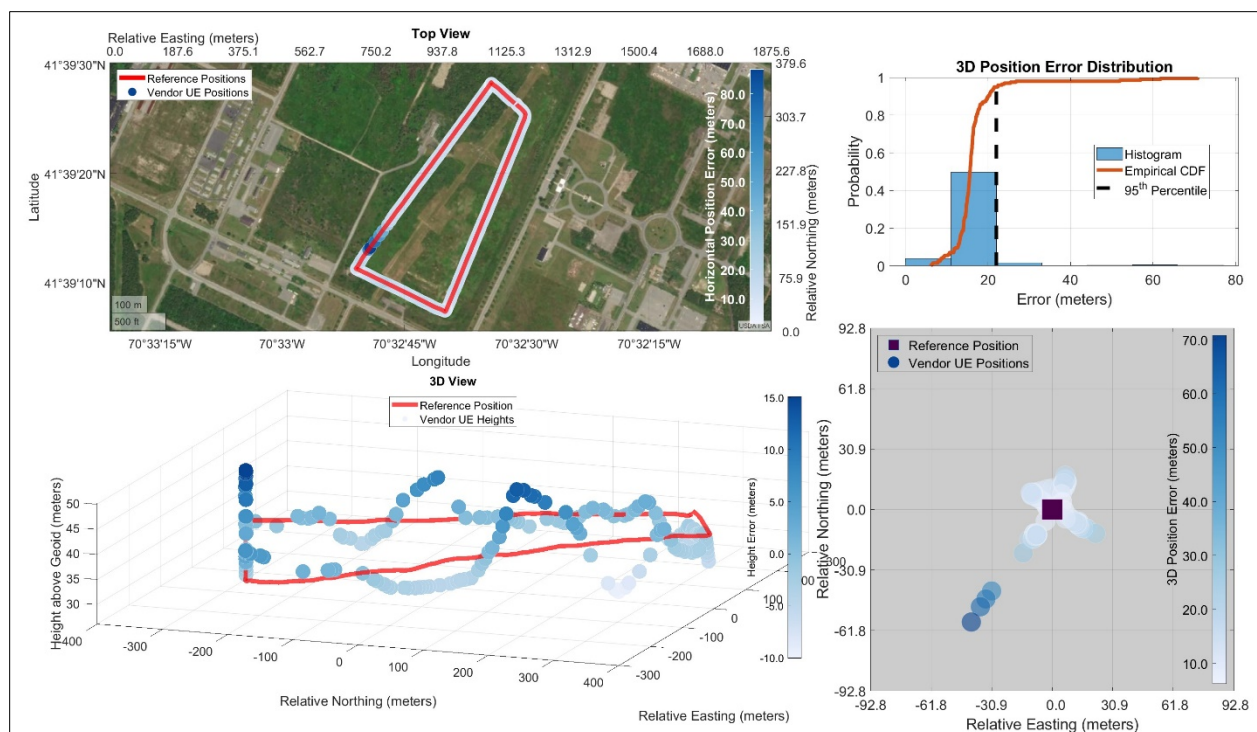 Relative Easting (meters)
Top View
0.0 187.6 375.1 562.7 750.2 937.8 1125.3 1312.9 1500.4 1688.0 1875.6
41°39'30"N
41°39'20"N
41°39'10"N
Latitude
Reference Positions
Vendor UE Positions
80.0
70.0
60.0
50.0
40.0
30.0
20.0
10.0
Horizontal Position Error (meters)
379.6
303.7
227.8
151.9
75.9
0.0
Relative Northing (meters)
100 m
500 ft
70°33'15"W 70°33'W 70°32'45"W 70°32'30"W 70°32'15"W
Longitude
3D Position Error Distribution
1
0.8
0.6
0.4
0.2
0
Probability
Histogram
Empirical CDF
95th Percentile
0 20 40 60 80
Error (meters)
3D View
Reference Position
Vendor UE Heights
50
45
40
35
30
Height above Geoid (meters)
400 -300 -200 -100 0 100 200 300 400
Relative Northing (meters)
-300
-200
-100
0
100
Relative Easting (meters)
15.0
10.0
5.0
0.0
-5.0
-10.0
Height Error (meters)
92.8
61.8
30.9
0.0
-30.9
-61.8
-92.8
Relative Northing (meters)
Reference Position
Vendor UE Positions
70.0
60.0
50.0
40.0
30.0
20.0
10.0
3D Position Error (meters)
-92.8 -61.8 -30.9 0.0 30.9 61.8 92.8
Relative Easting (meters)